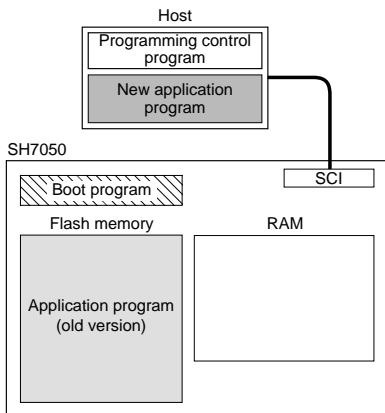 Host
Programming control
program
New application
program
SH7050
SCI
Boot program
Flash memory
RAM
Application program
(old version)